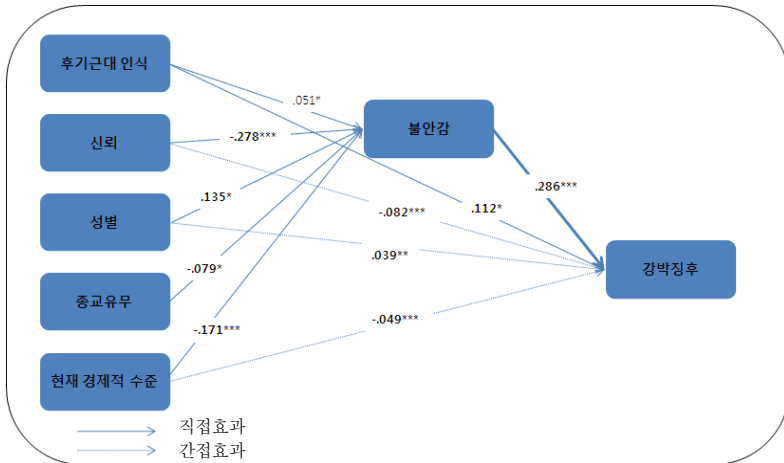 후기근대 인식
.051*
불안감
신뢰
-.278***
.286***
성별
.135*
-.082***
.112*
.039**
강박징후
종교유무
-.079*
-.171***
-.049***
현재 경제적 수준
직접효과
간접효과